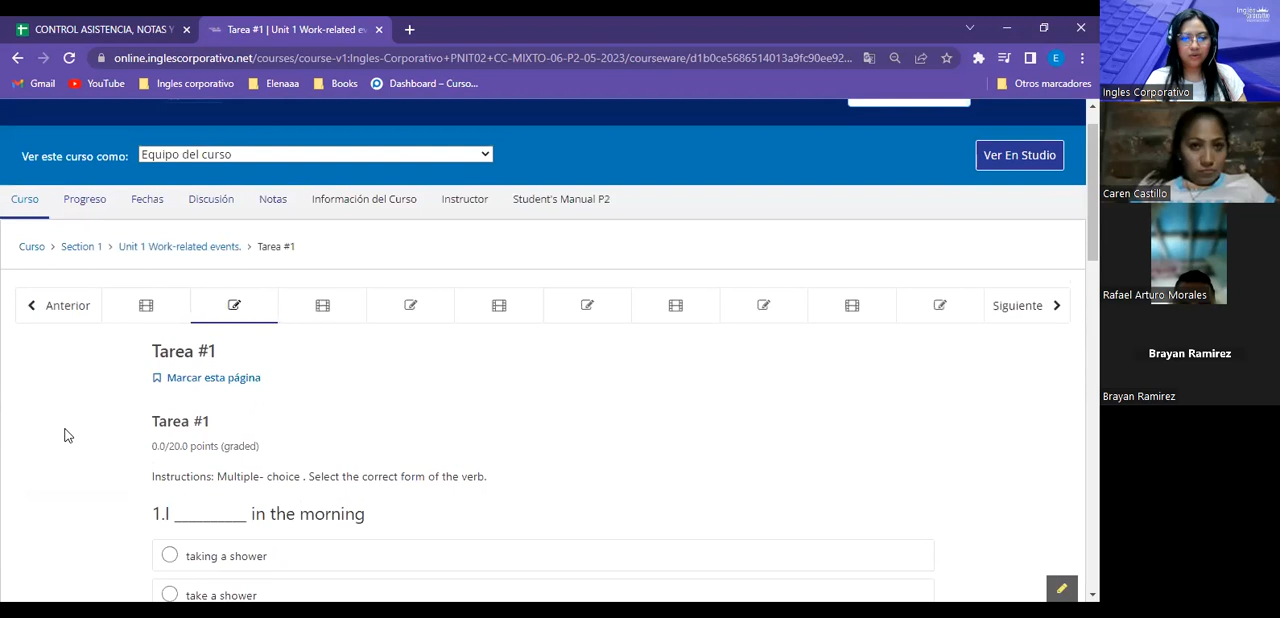 CONTROL ASISTENCIA, NOTAS Y
Tarea #1 | Unit 1 Work-related ev
online.inglescorporativo.net/courses/course-v1:Ingles-Corporativo+PNIT02+CC-MIXTO-06-P2-05-2023/courseware/d1b0ce5686514013a9fc90ee92...
E
Gmail
YouTube
Ingles corporativo
Elenaaa
Books
Dashboard – Curso...
Otros marcadores
Ver este curso como:
Equipo del curso
Ver En Studio
Curso
Progreso
Fechas
Discusión
Notas
Información del Curso
Instructor
Student's Manual P2
Curso > Section 1 > Unit 1 Work-related events. > Tarea #1
Anterior
Siguiente
Tarea #1
Marcar esta página
Tarea #1
0.0/20.0 points (graded)
Instructions: Multiple- choice . Select the correct form of the verb.
1.I _________ in the morning
taking a shower
take a shower
Ingles Corporativo
Caren Castillo
Rafael Arturo Morales
Brayan Ramirez
Brayan Ramirez